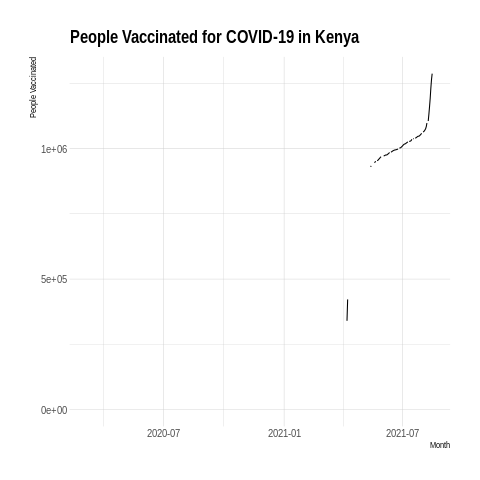 People Vaccinated for COVID-19 in Kenya
People Vaccinated
1e+06
5e+05
0e+00
2020-07
2021-01
2021-07
Month